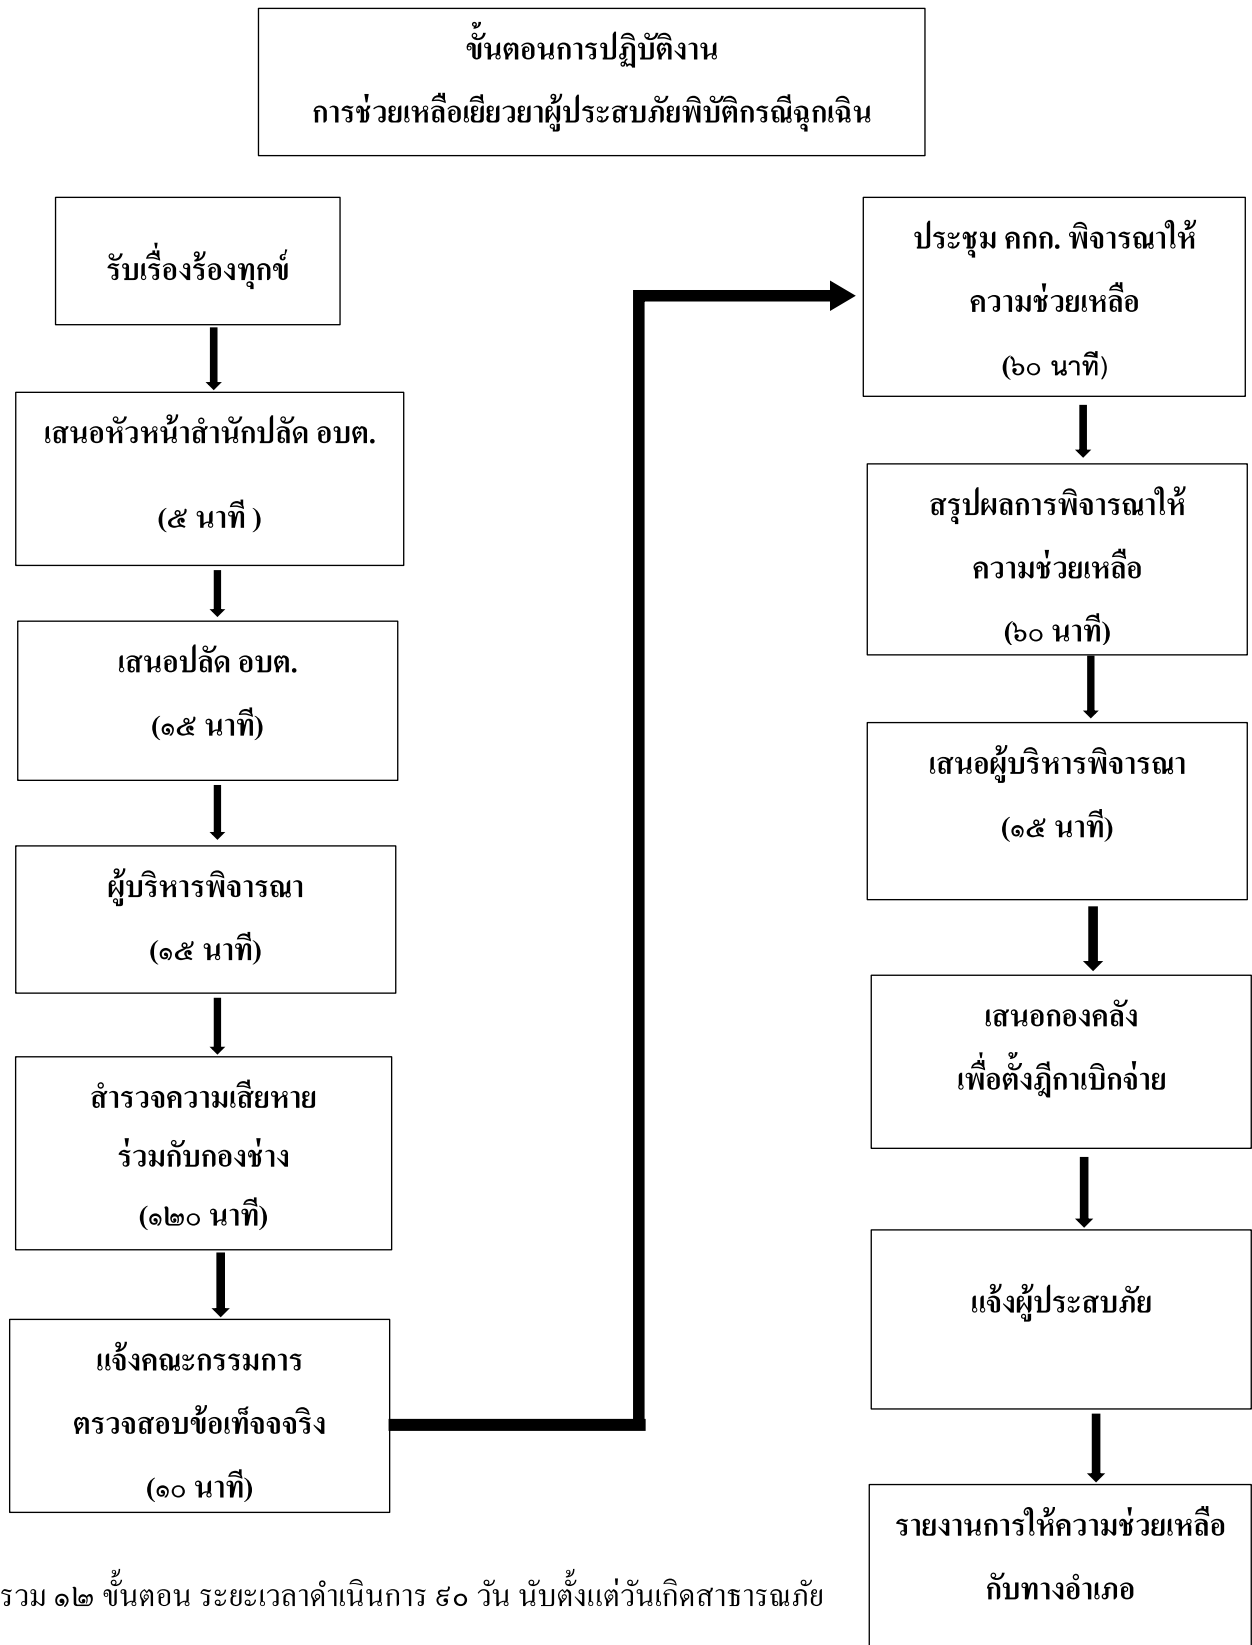 ขั้นตอนการปฏิบัติงาน
การช่วยเหลือเยียวยาผู้ประสบภัยพิบัติกรณีฉุกเฉิน
รับเรื่องร้องทุกข์
เสนอหัวหน้าสำนักปลัด อบต.
(๕ นาที )
เสนอปลัด อบต.
(๑๕ นาที)
ผู้บริหารพิจารณา
(๑๕ นาที)
สำรวจความเสียหาย
ร่วมกับกองช่าง
(๑๒๐ นาที)
แจ้งคณะกรรมการ
ตรวจสอบข้อเท็จจจริง
(๑๐ นาที)
ประชุม คกก. พิจารณาให้
ความช่วยเหลือ
(๖๐ นาที)
สรุปผลการพิจารณาให้
ความช่วยเหลือ
(๖๐ นาที)
เสนอผู้บริหารพิจารณา
(๑๕ นาที)
เสนอกองคลัง
เพื่อตั้งฎีกาเบิกจ่าย
แจ้งผู้ประสบภัย
รายงานการให้ความช่วยเหลือ
กับทางอำเภอ
รวม ๑๒ ขั้นตอน ระยะเวลาดำเนินการ ๙๐ วัน นับตั้งแต่วันเกิดสาธารณภัย